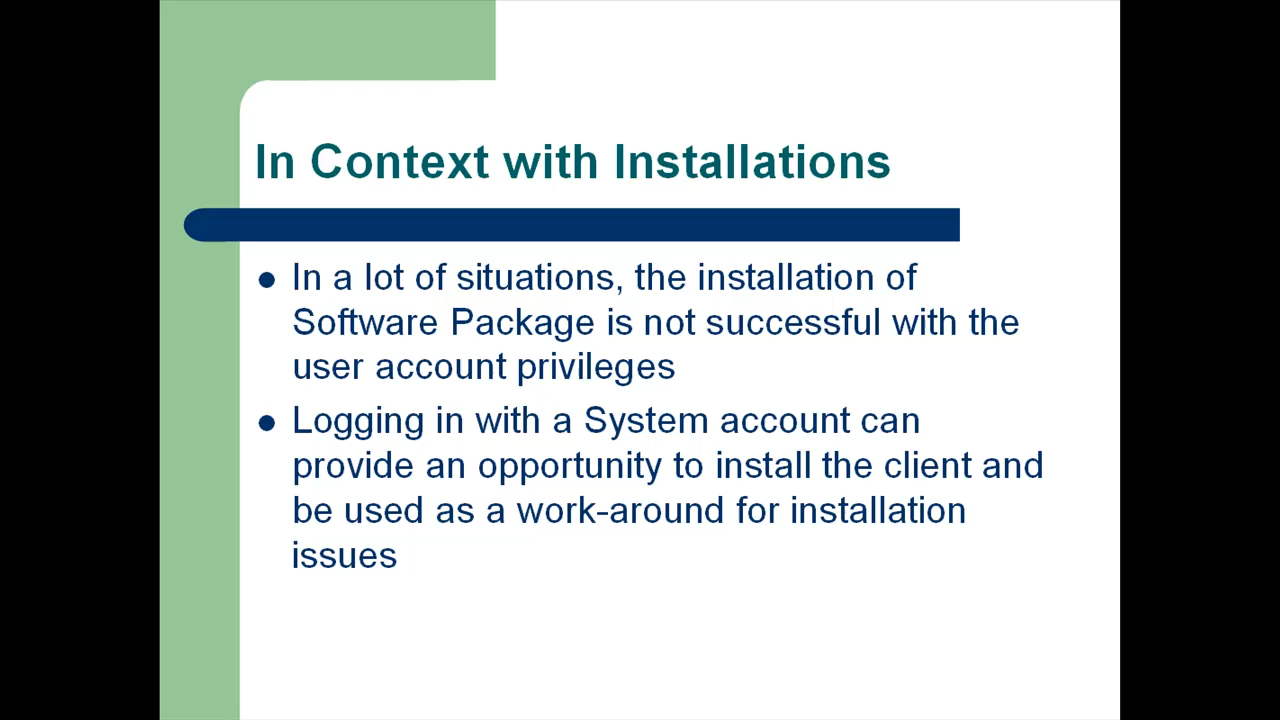 In Context with Installations
In a lot of situations, the installation of
Software Package is not successful with the
user account privileges
Logging in with a System account can
provide an opportunity to install the client and
be used as a work-around for installation
issues